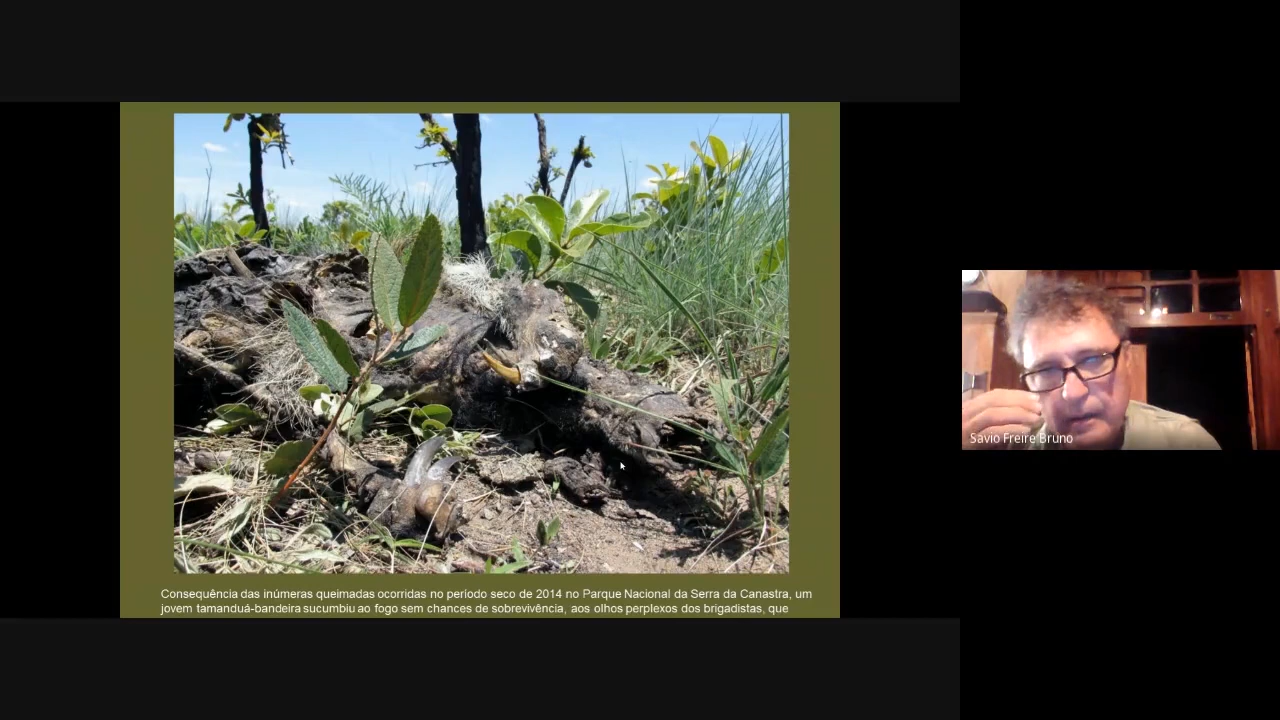 Consequência das inúmeras queimadas ocorridas no período seco de 2014 no Parque Nacional da Serra da Canastra, um
jovem tamanduá-bandeira sucumbiu ao fogo sem chances de sobrevivência, aos olhos perplexos dos brigadistas, que
Savio Freire Bruno